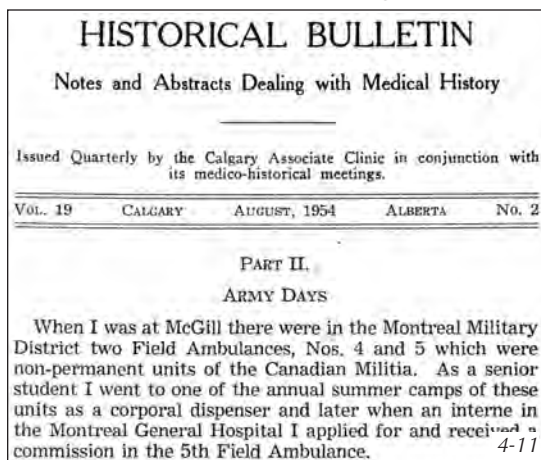 HISTORICAL BULLETIN
Notes and Abstracts Dealing with Medical History
Issued Quarterly by the Calgary Associate Clinic in conjunction with
its medico-historical meetings.
VOL. 19 CALGARY AUGUST, 1954 ALBERTA No. 2
PART II.
ARMY DAYS
When I was at McGill there were in the Montreal Military
District two Field Ambulances, Nos. 4 and 5 which were
non-permanent units of the Canadian Militia. As a senior
student I went to one of the annual summer camps of these
units as a corporal dispenser and later when an interne in
the Montreal General Hospital I applied for and received a
commission in the 5th Field Ambulance.
4-11